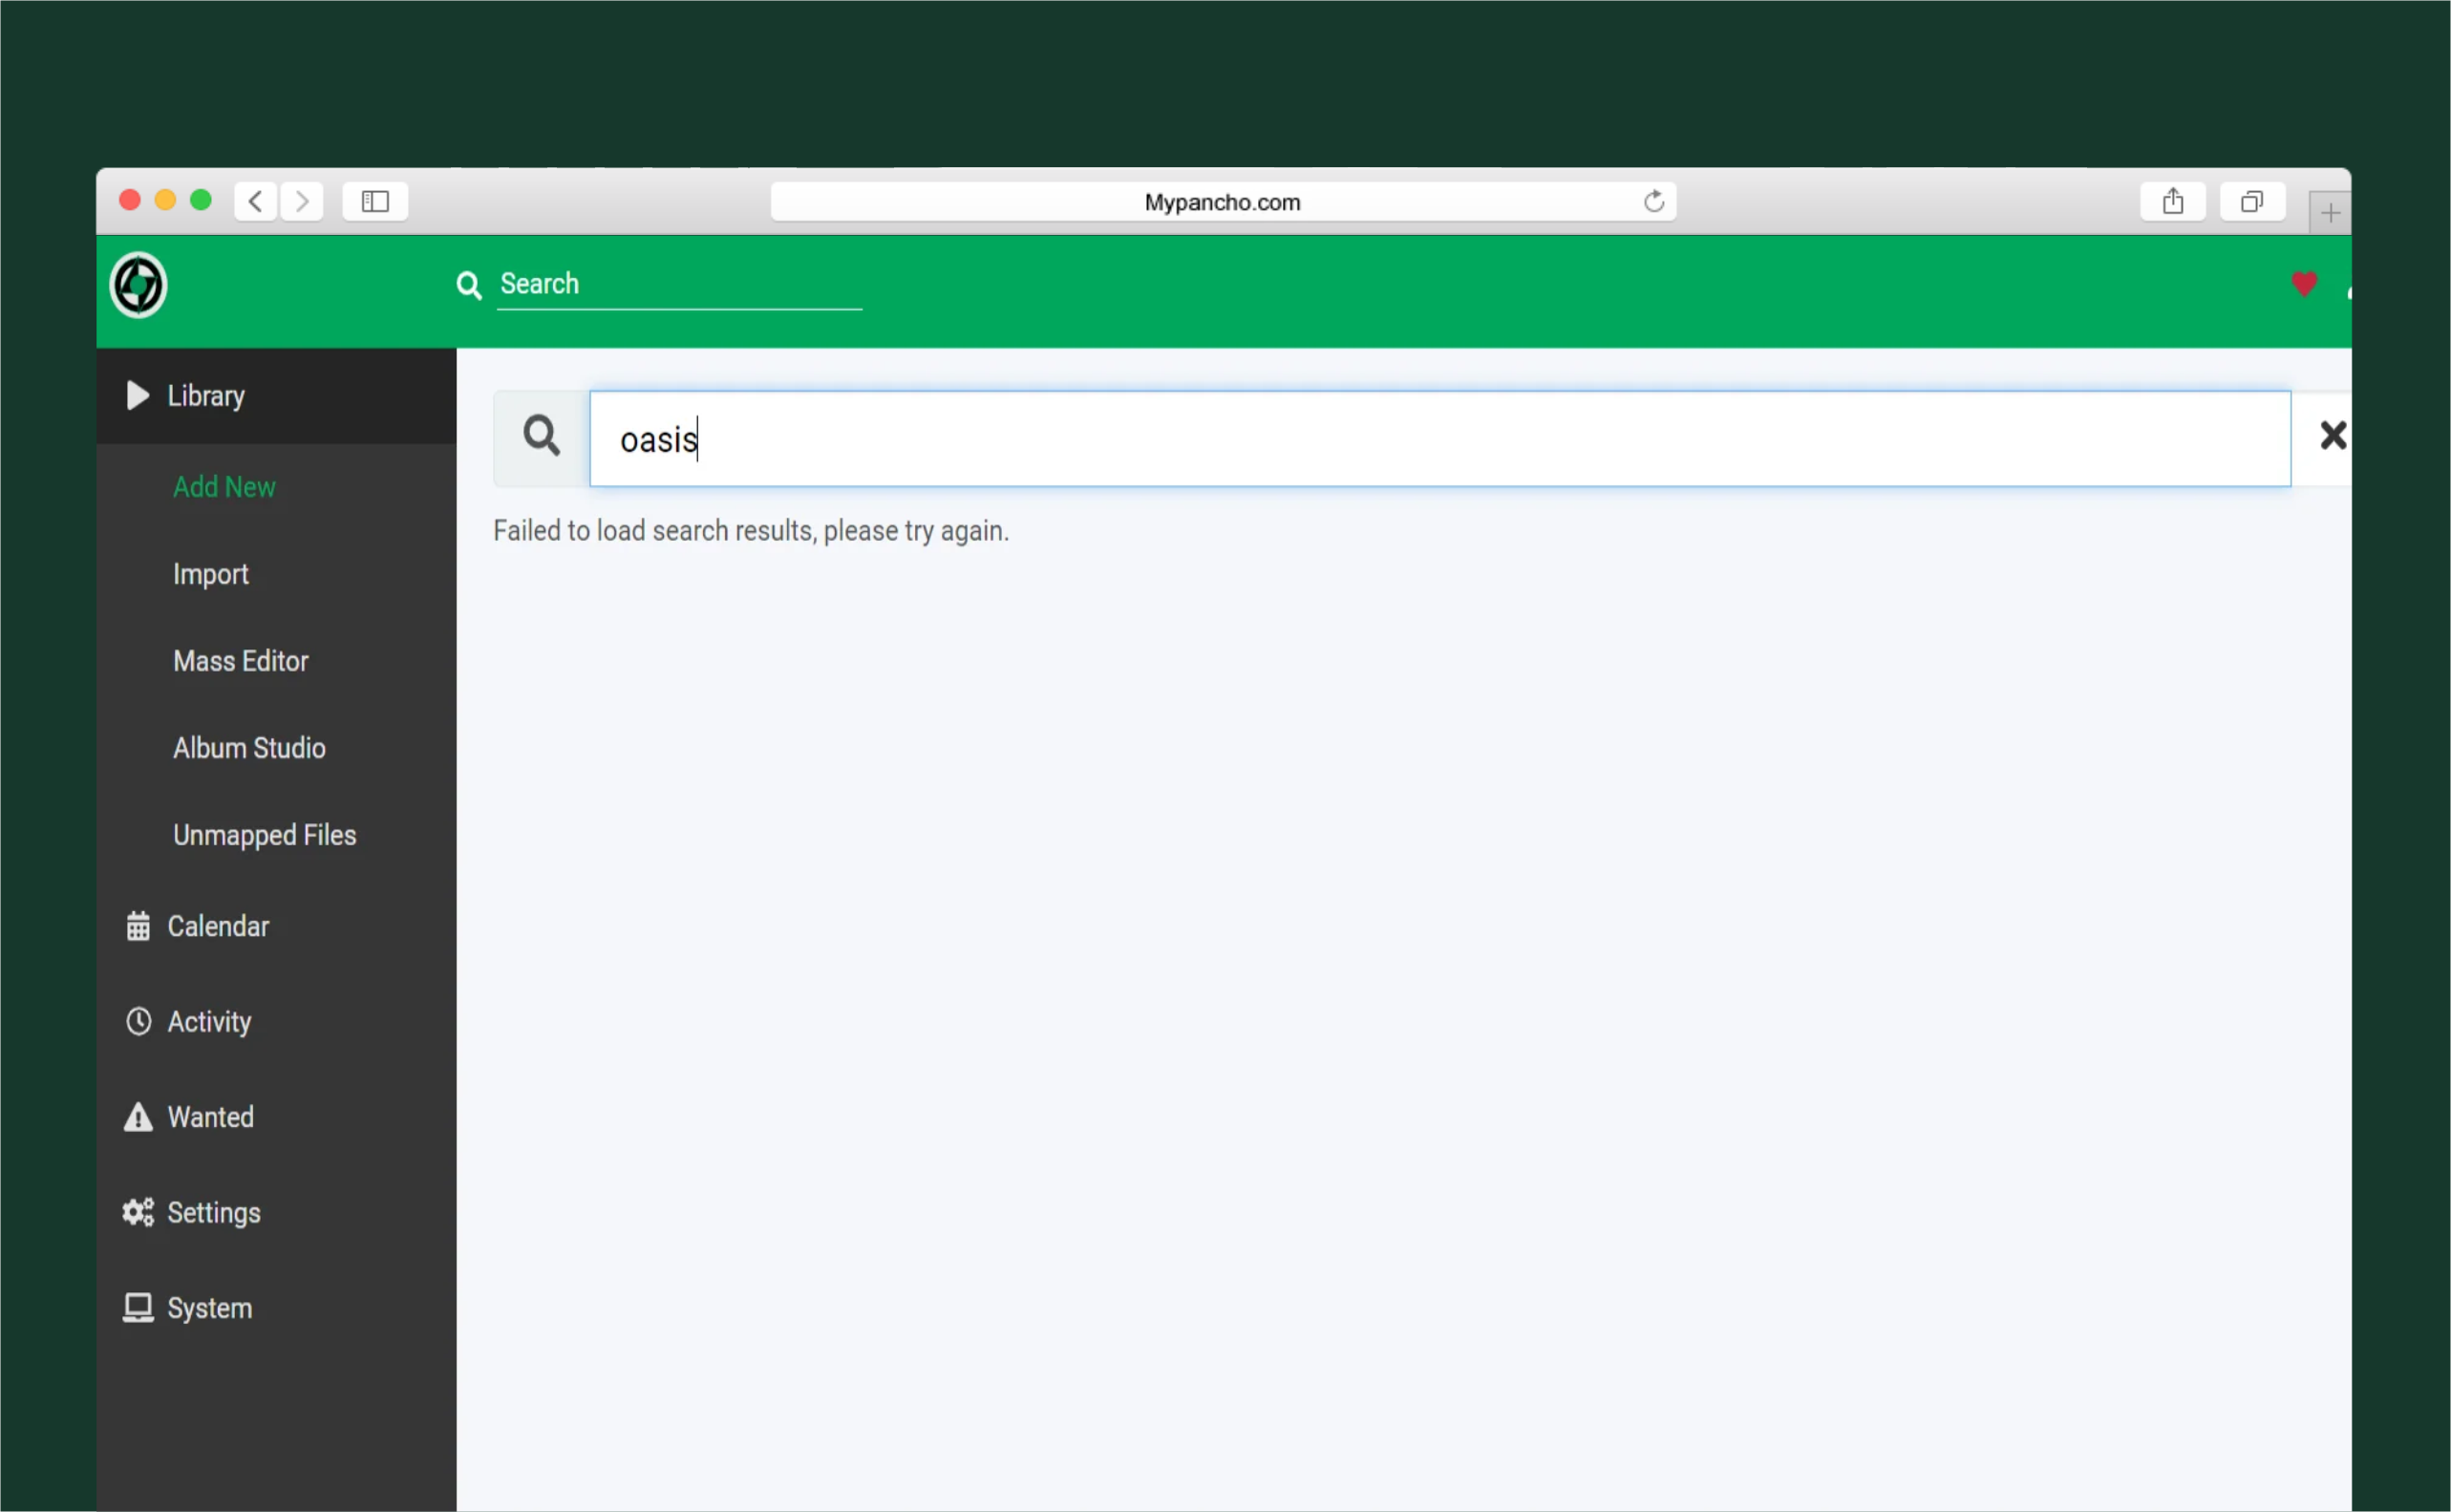 Mypancho.com
Search
Library
oasis
Add New
Failed to load search results, please try again.
Import
Mass Editor
Album Studio
Unmapped Files
Calendar
Activity
Wanted
Settings
System